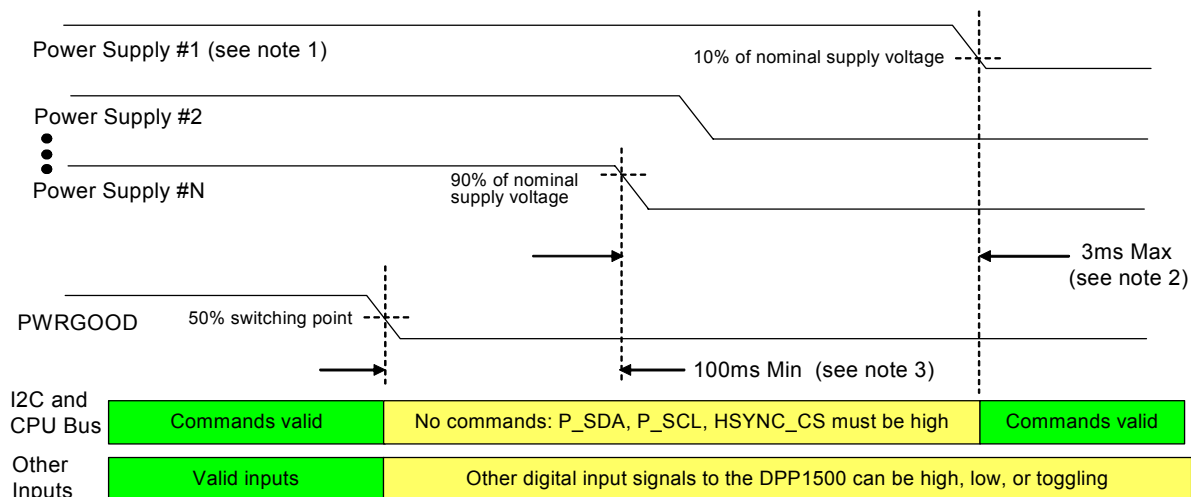 Power Supply #1 (see note 1)
10% of nominal supply voltage
Power Supply #2
90% of nominal
supply voltage
Power Supply #N
3ms Max
(see note 2)
PWRGOOD
50% switching point
100ms Min (see note 3)
I2C and
CPU Bus
Commands valid
No commands: P_SDA, P_SCL, HSYNC_CS must be high
Commands valid
Other
Inputs
Valid inputs
Other digital input signals to the DPP1500 can be high, low, or toggling